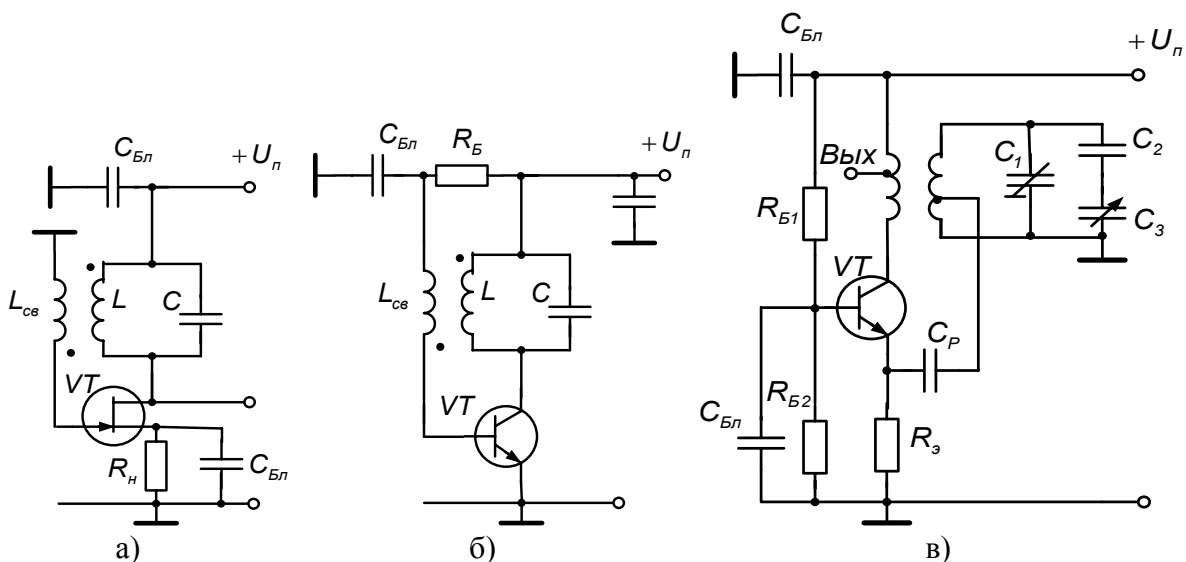 C_Бл
+ U_п
L_св
L
C
VT
R_н
C_Бл
а)
C_Бл
R_Б
+ U_п
L_св
L
C
VT
б)
C_Бл
+ U_п
Вых
C_1
C_2
C_3
R_Б1
VT
C_Р
C_Бл
R_Б2
R_э
в)